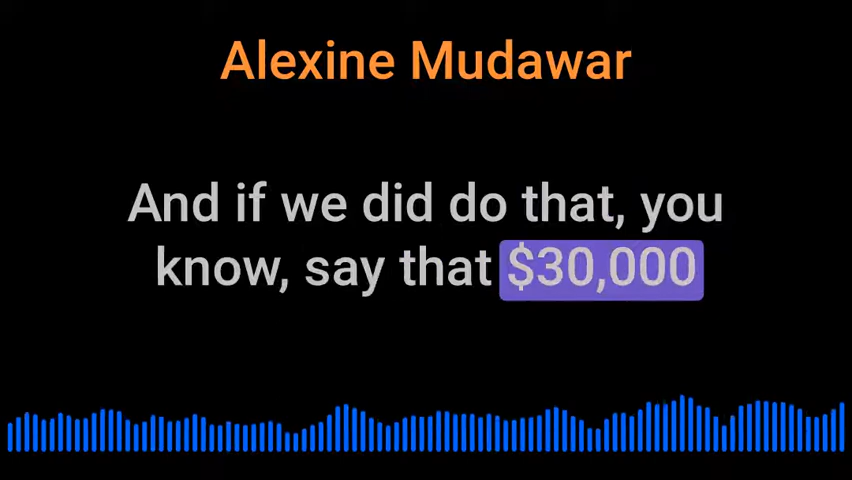 Alexine Mudawar
And if we did do that, you
know, say that $30,000